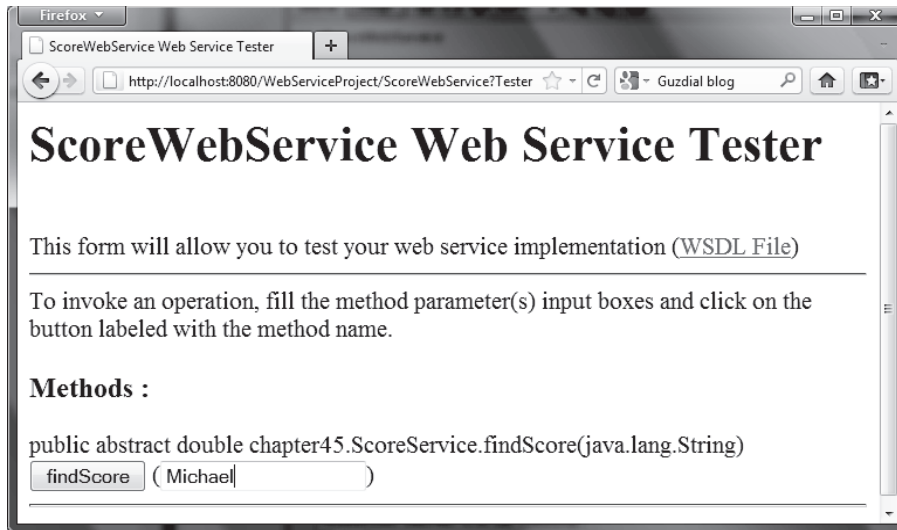 Firefox
ScoreWebService Web Service Tester
http://localhost:8080/WebServiceProject/ScoreWebService?Tester
Guzdial blog
ScoreWebService Web Service Tester
This form will allow you to test your web service implementation (WSDL File)
To invoke an operation, fill the method parameter(s) input boxes and click on the
button labeled with the method name.
Methods :
public abstract double chapter45.ScoreService.findScore(java.lang.String)
findScore (Michael)